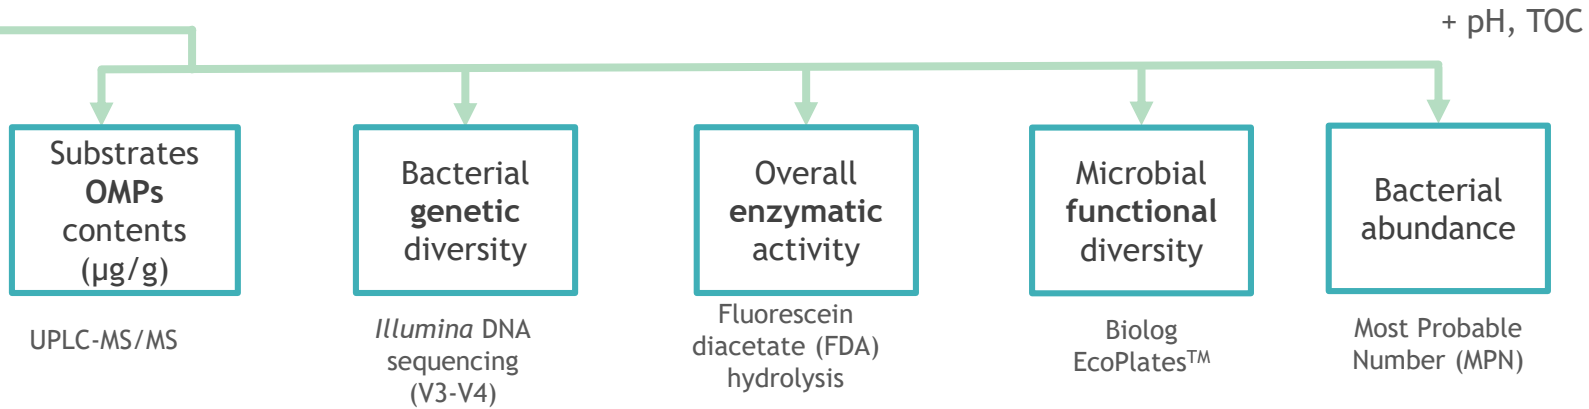 + pH, TOC
Substrates
OMPs
contents
(µg/g)
UPLC-MS/MS
Bacterial
genetic
diversity
Illumina DNA
sequencing
(V3-V4)
Overall
enzymatic
activity
Fluorescein
diacetate (FDA)
hydrolysis
Microbial
functional
diversity
Biolog
EcoPlates™
Bacterial
abundance
Most Probable
Number (MPN)